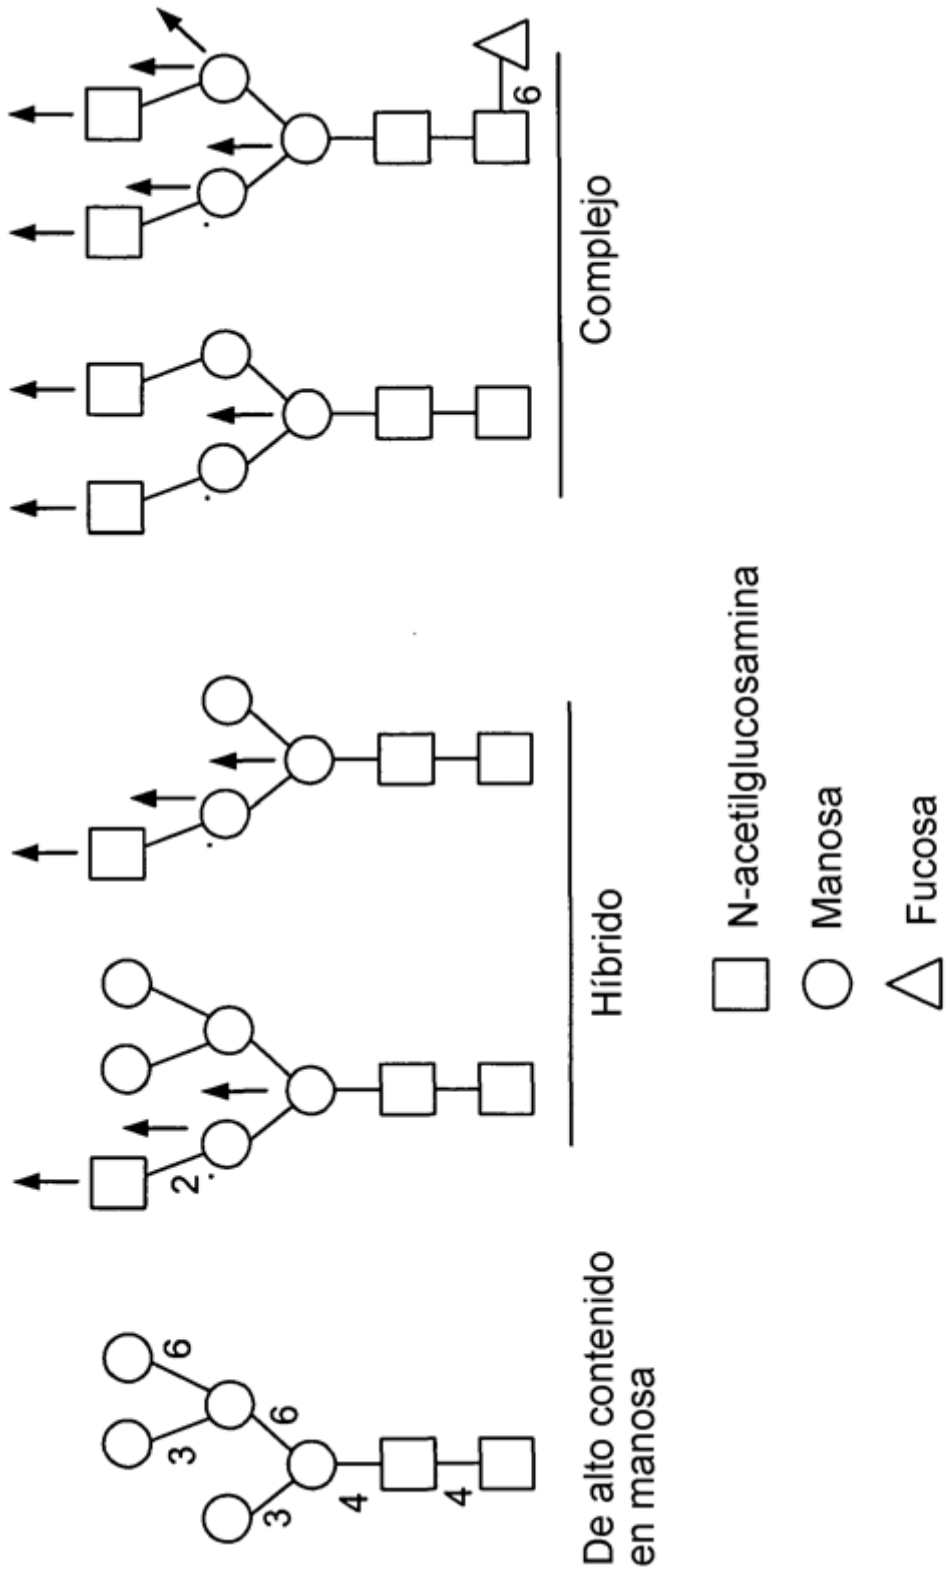 6
3
6
3
4
4
De alto contenido
en manosa
2
Híbrido
6
Complejo
N-acetilglucosamina
Manosa
Fucosa